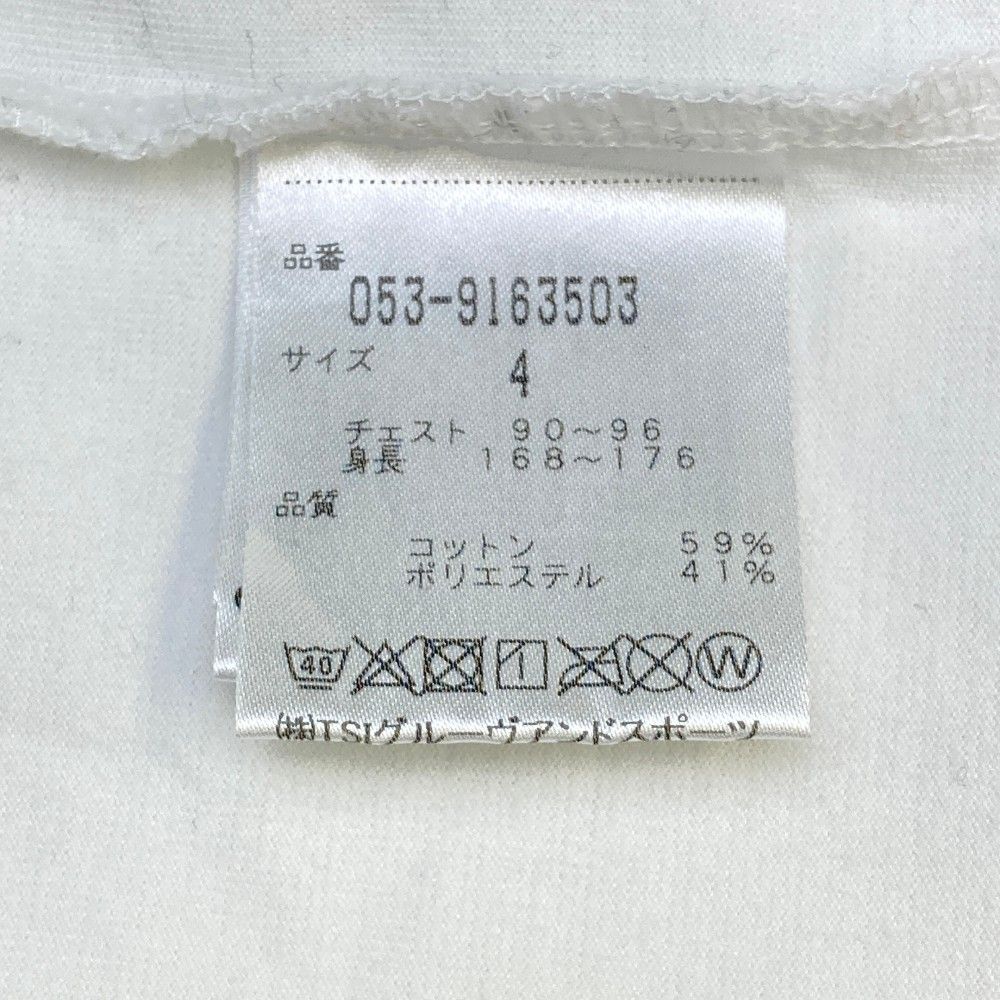 品番
053-9163503
サイズ 4
チェスト 90~96
身長 168~176
品質
コットン 59%
ポリエステル 41%
40 W
(株)TSIグルーヴアンドスポーツ